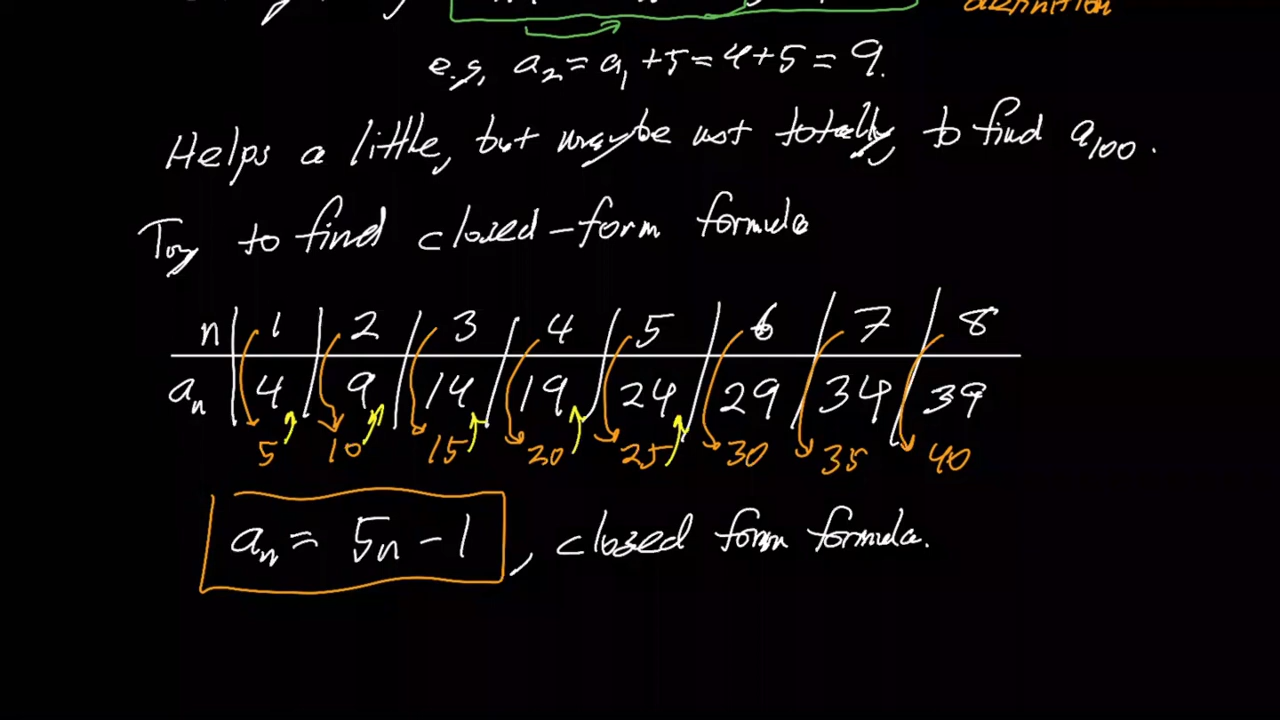 definition
e.g, a₂ = a₁ + 5 = 4 + 5 = 9.
Helps a little, but maybe not totally, to find a₁₀₀.
Try to find closed-form formula
n 1 2 3 4 5 6 7 8
aₙ 4 9 14 19 24 29 34 39
5 10 15 20 25 30 35 40
aₙ = 5n - 1, closed form formula.